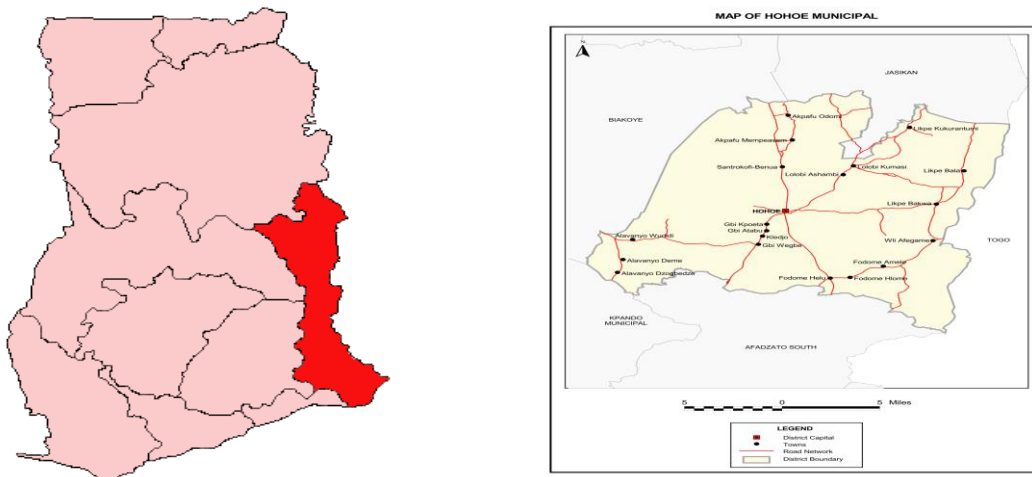 MAP OF HOHOE MUNICIPAL
N
JASIKAN
BIAKOYE
Akpafu Odomi
Likpe Kukurantumi
Akpafu Mempeasem
Santrokofi-Benua
Lolobi Kumasi
Lolobi Ashambi
Likpe Bala
Likpe Bakwa
HOHOE
Gbi Kpoeta
Gbi Atabu
Kledjo
Alavanyo Wudidi
Gbi Wegbe
Wli Afegame
TOGO
Alavanyo Deme
Fodome Amele
Alavanyo Dzogbedze
Fodome Helu
Fodome Hiome
KPANDO
MUNICIPAL
AFADZATO SOUTH
5 0 5 Miles
LEGEND
District Capital
Towns
Road Network
District Boundary